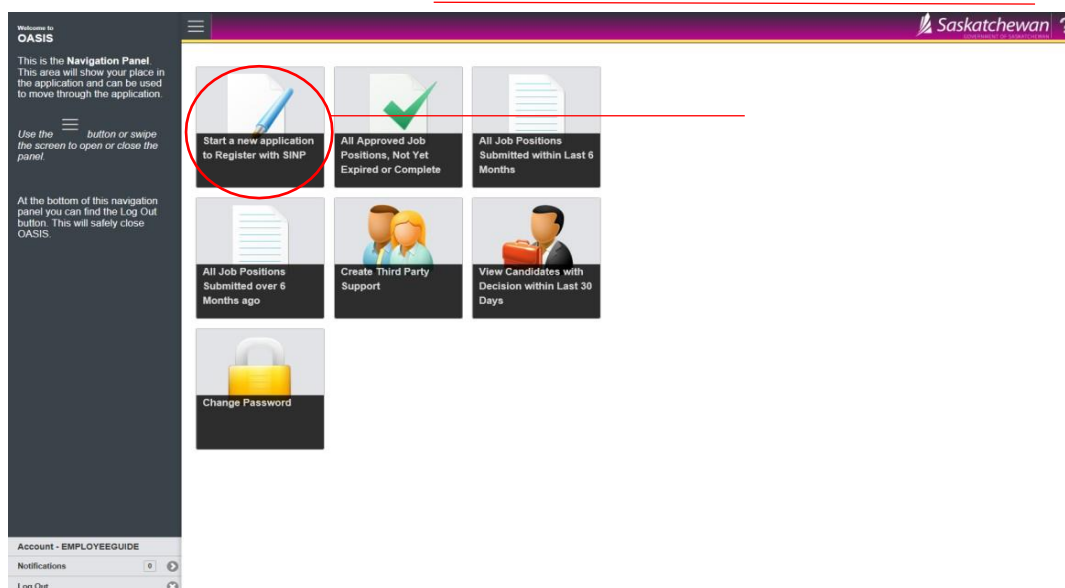 Welcome to
OASIS
This is the Navigation Panel.
This area will show your place in
the application and can be used
to move through the application.
Use the button or swipe
the screen to open or close the
panel.
At the bottom of this navigation
panel you can find the Log Out
button. This will safely close
OASIS.
Account - EMPLOYEEGUIDE
Notifications 0
Log Out
Saskatchewan ?
GOVERNMENT OF SASKATCHEWAN
Start a new application
to Register with SINP
All Approved Job
Positions, Not Yet
Expired or Complete
All Job Positions
Submitted within Last 6
Months
All Job Positions
Submitted over 6
Months ago
Create Third Party
Support
View Candidates with
Decision within Last 30
Days
Change Password